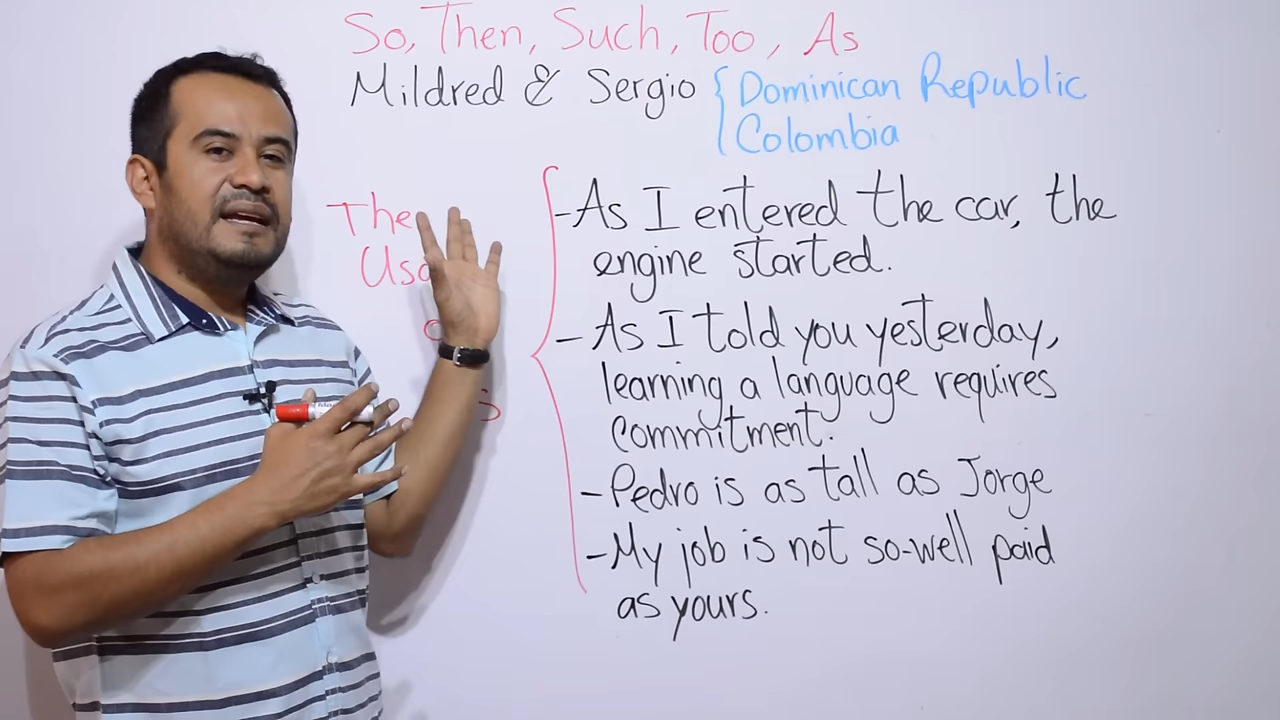 So, Then, Such, Too, As
Mildred & Sergio { Dominican Republic
Colombia
The
- As I entered the car, the
engine started.
- As I told you yesterday,
learning a language requires
commitment.
- Pedro is as tall as Jorge
- My job is not so-well paid
as yours.